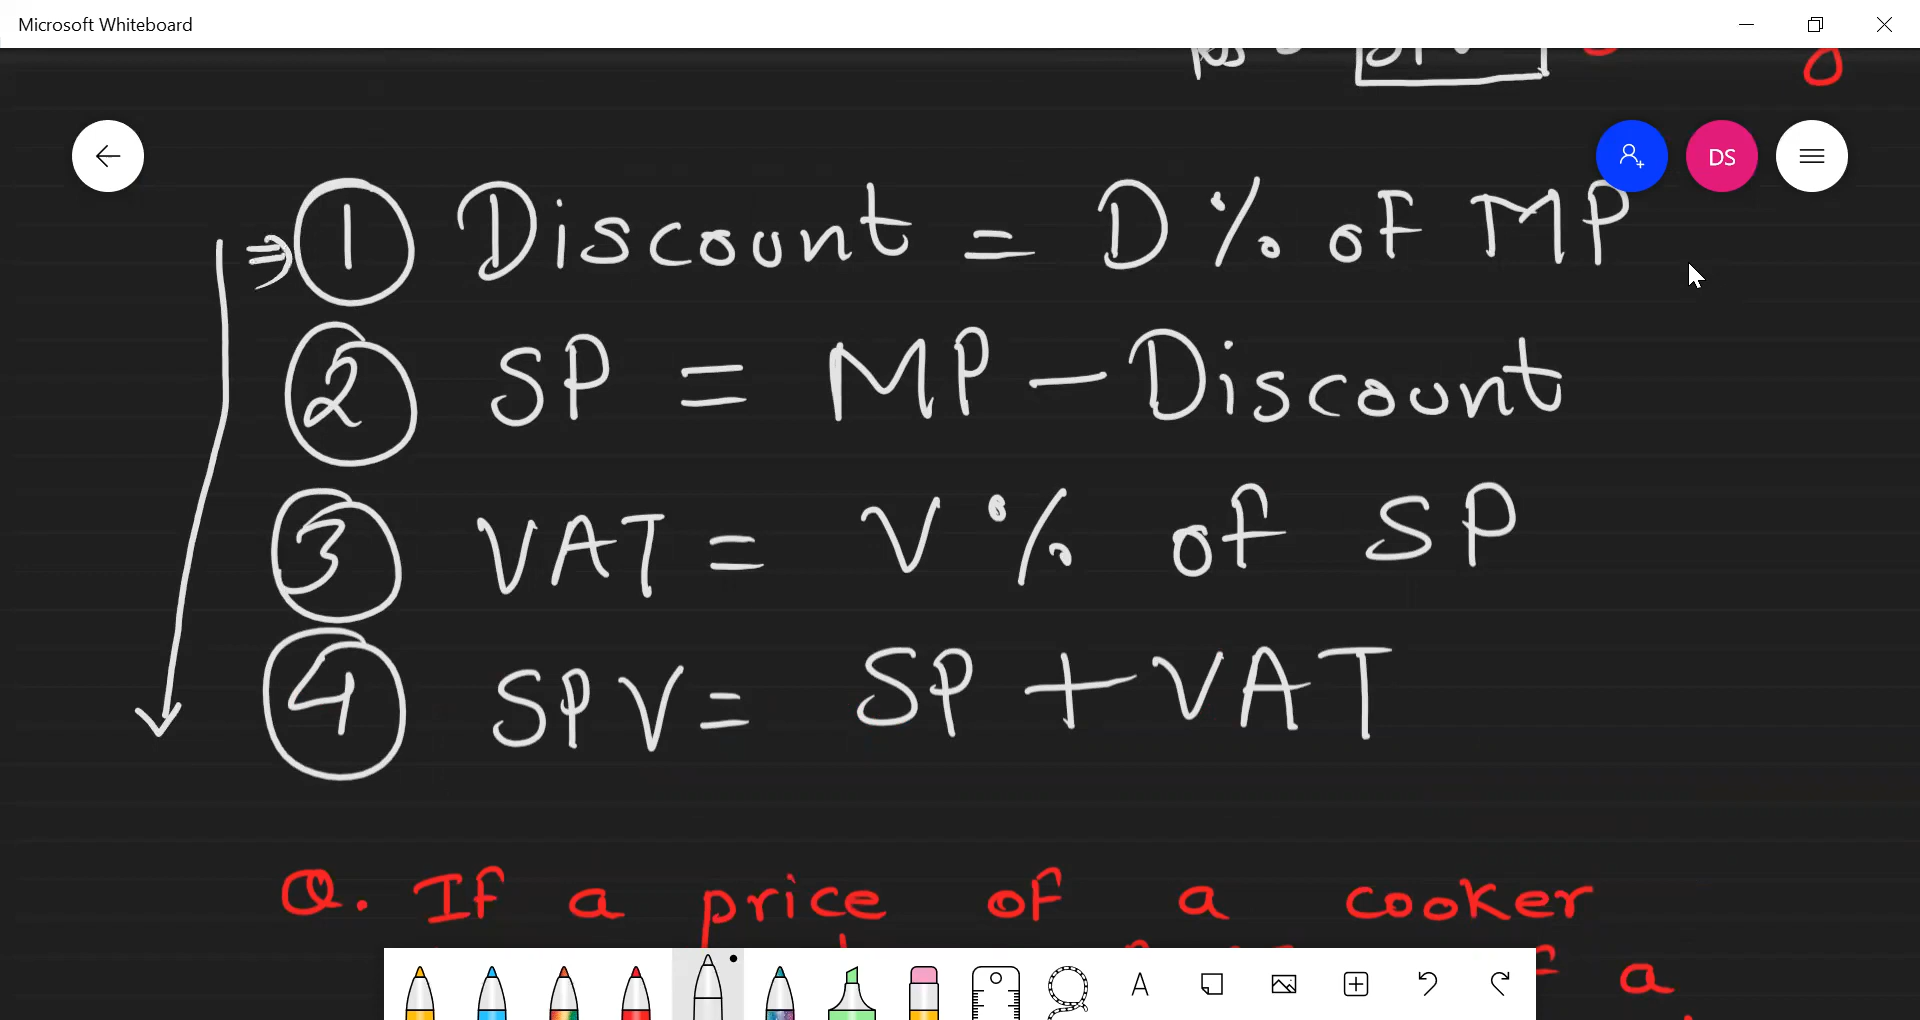 Microsoft Whiteboard
DS
⇒ 1 Discount = D % of MP
2 SP = MP - Discount
3 VAT = V % of SP
4 SPV = SP + VAT
Q. If a price of a cooker
a
A